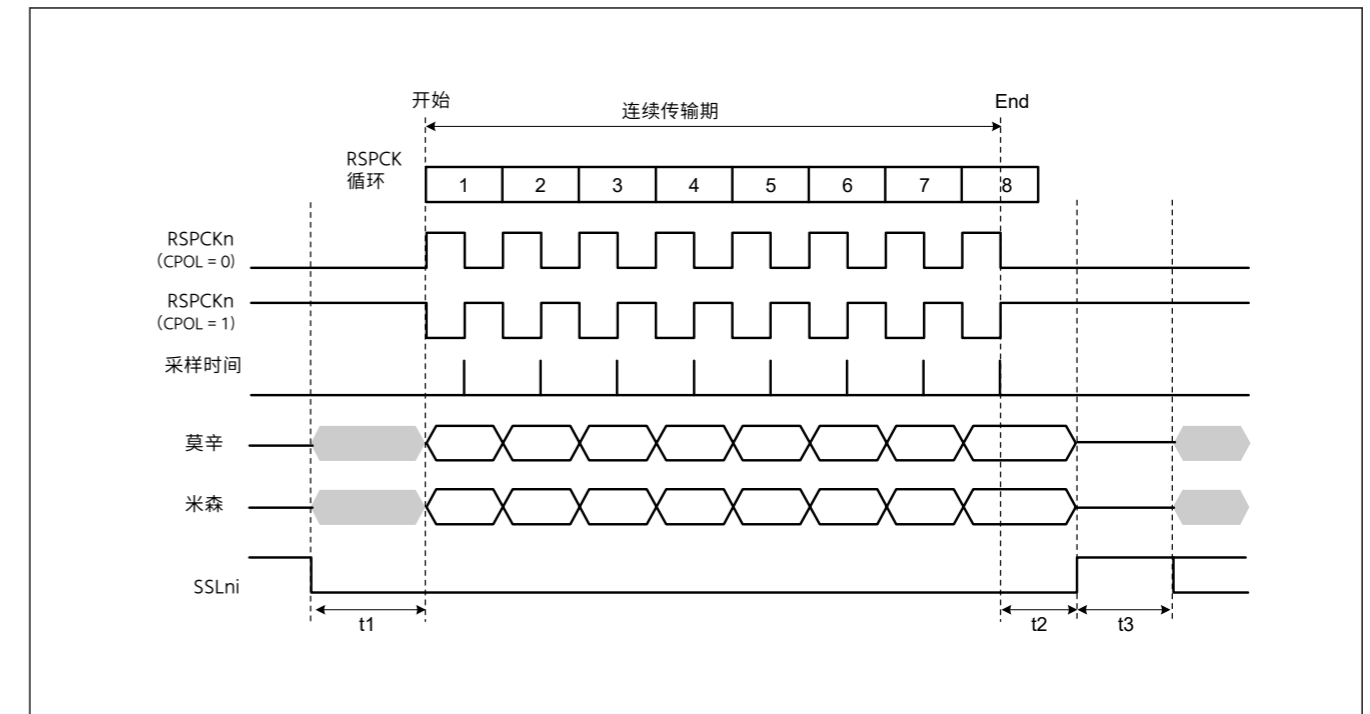 开始
连续传输期
End
RSPCK
循环
1 2 3 4 5 6 7 8
RSPCKn
(CPOL = 0)
RSPCKn
(CPOL = 1)
采样时间
莫辛
米森
SSLni
t1
t2
t3